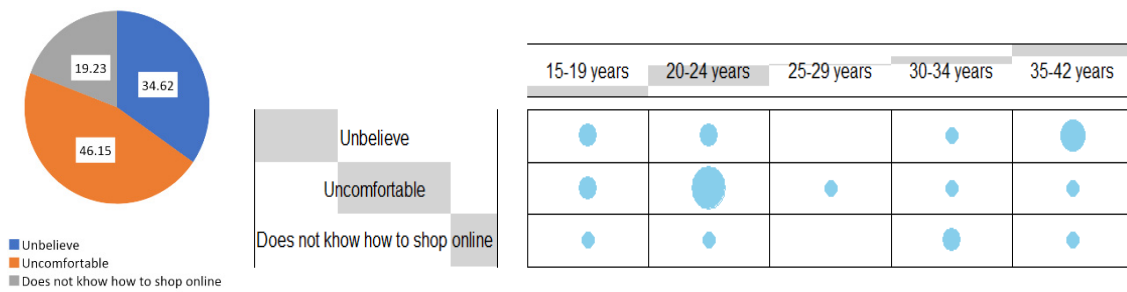 34.62
19.23
46.15
Unbelieve
Uncomfortable
Does not khow how to shop online
15-19 years 20-24 years 25-29 years 30-34 years 35-42 years
Unbelieve
Uncomfortable
Does not khow how to shop online